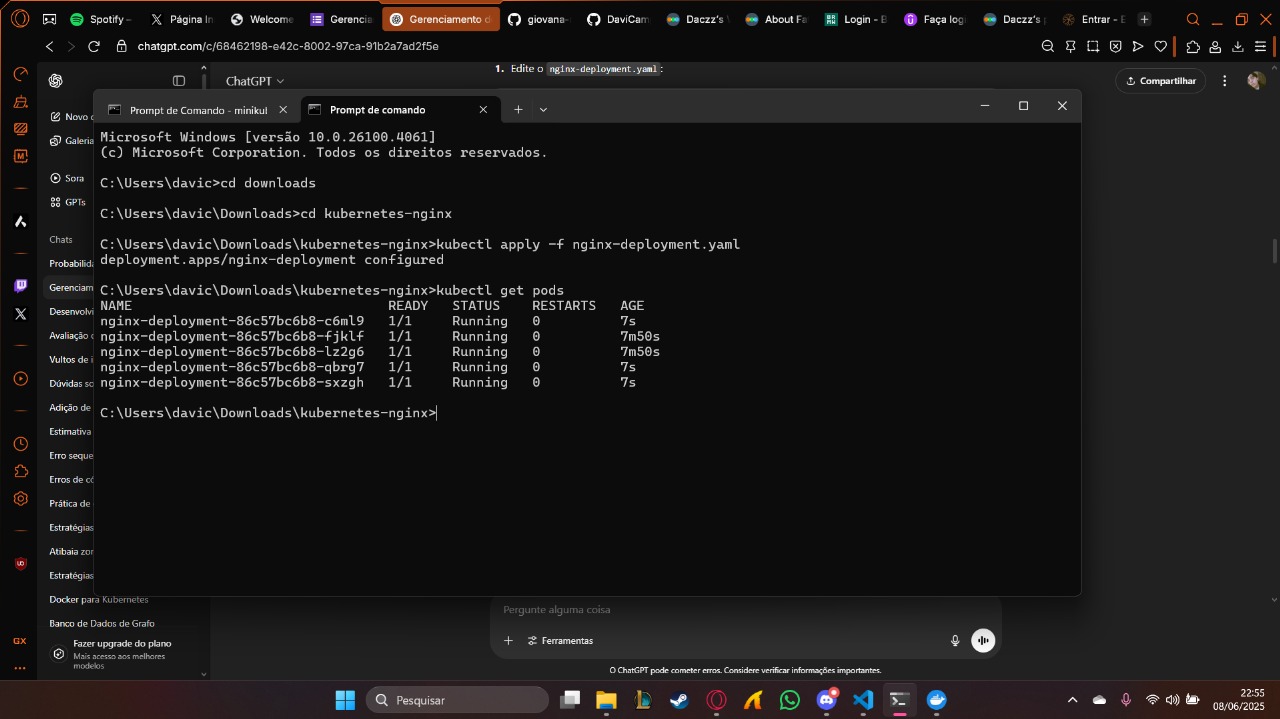 Spotify –
Página In
Welcome
Gerencia
Gerenciamento d
giovana-
DaviCam
Daczz's
About Fa
Login - B
Faça log
Daczz's
Entrar - E
chatgpt.com/c/68462198-e42c-8002-97ca-91b2a7ad2f5e
ChatGPT
1. Edite o nginx-deployment.yaml:
Compartilhar
Novo c
Galeria
Sora
GPTs
Chats
Probabilida
Gerenciam
Desenvolvi
Avaliação d
Vultos de i
Dúvidas so
Adição de
Estimativa
Erro seque
Erros de có
Prática de
Estratégias
Atibaia zon
Estratégias
Docker para Kubernetes
Banco de Dados de Grafo
Fazer upgrade do plano
Mais acesso aos melhores
modelos
GX
Prompt de Comando - minikul
Prompt de comando
Microsoft Windows [versão 10.0.26100.4061]
(c) Microsoft Corporation. Todos os direitos reservados.
C:\Users\davic>cd downloads
C:\Users\davic\Downloads>cd kubernetes-nginx
C:\Users\davic\Downloads\kubernetes-nginx>kubectl apply -f nginx-deployment.yaml
deployment.apps/nginx-deployment configured
C:\Users\davic\Downloads\kubernetes-nginx>kubectl get pods
NAME READY STATUS RESTARTS AGE
nginx-deployment-86c57bc6b8-c6ml9 1/1 Running 0 7s
nginx-deployment-86c57bc6b8-fjklf 1/1 Running 0 7m50s
nginx-deployment-86c57bc6b8-lz2g6 1/1 Running 0 7m50s
nginx-deployment-86c57bc6b8-qbrg7 1/1 Running 0 7s
nginx-deployment-86c57bc6b8-sxzgh 1/1 Running 0 7s
C:\Users\davic\Downloads\kubernetes-nginx>
Pergunte alguma coisa
Ferramentas
O ChatGPT pode cometer erros. Considere verificar informações importantes.
Pesquisar
22:55
08/06/2025